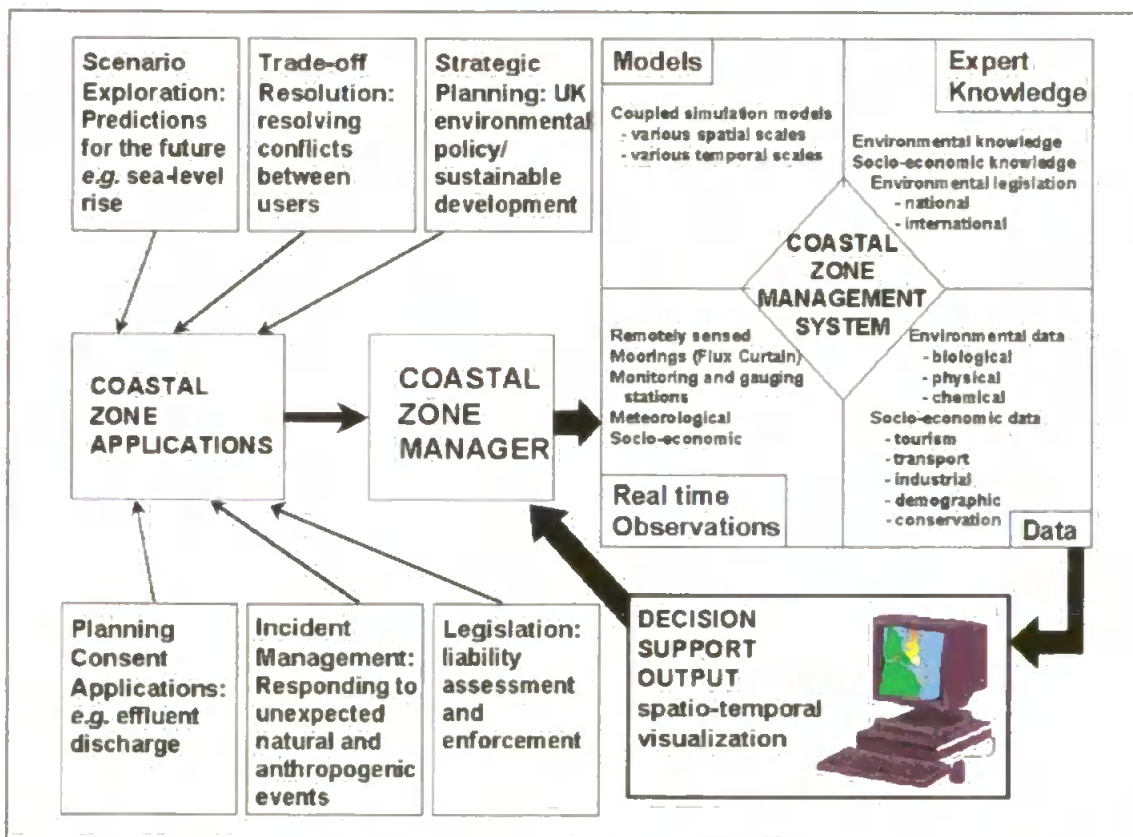 Scenario
Exploration:
Predictions
for the future
e.g. sea-level
rise
Trade-off
Resolution:
resolving
conflicts
between
users
Strategic
Planning: UK
environmental
policy/
sustainable
development
Models
Coupled simulation models
- various spatial scales
- various temporal scales
Expert
Knowledge
Environmental knowledge
Socio-economic knowledge
Environmental legislation
- national
- international
COASTAL
ZONE
MANAGEMENT
SYSTEM
COASTAL
ZONE
APPLICATIONS
COASTAL
ZONE
MANAGER
Remotely sensed
Moorings (Flux Curtain)
Monitoring and gauging
stations
Meteorological
Socio-economic
Real time
Observations
Environmental data
- biological
- physical
- chemical
Socio-economic data
- tourism
- transport
- industrial
- demographic
- conservation
Data
Planning
Consent
Applications:
e.g. effluent
discharge
Incident
Management:
Responding to
unexpected
natural and
anthropogenic
events
Legislation:
liability
assessment
and
enforcement
DECISION
SUPPORT
OUTPUT
spatio-temporal
visualization